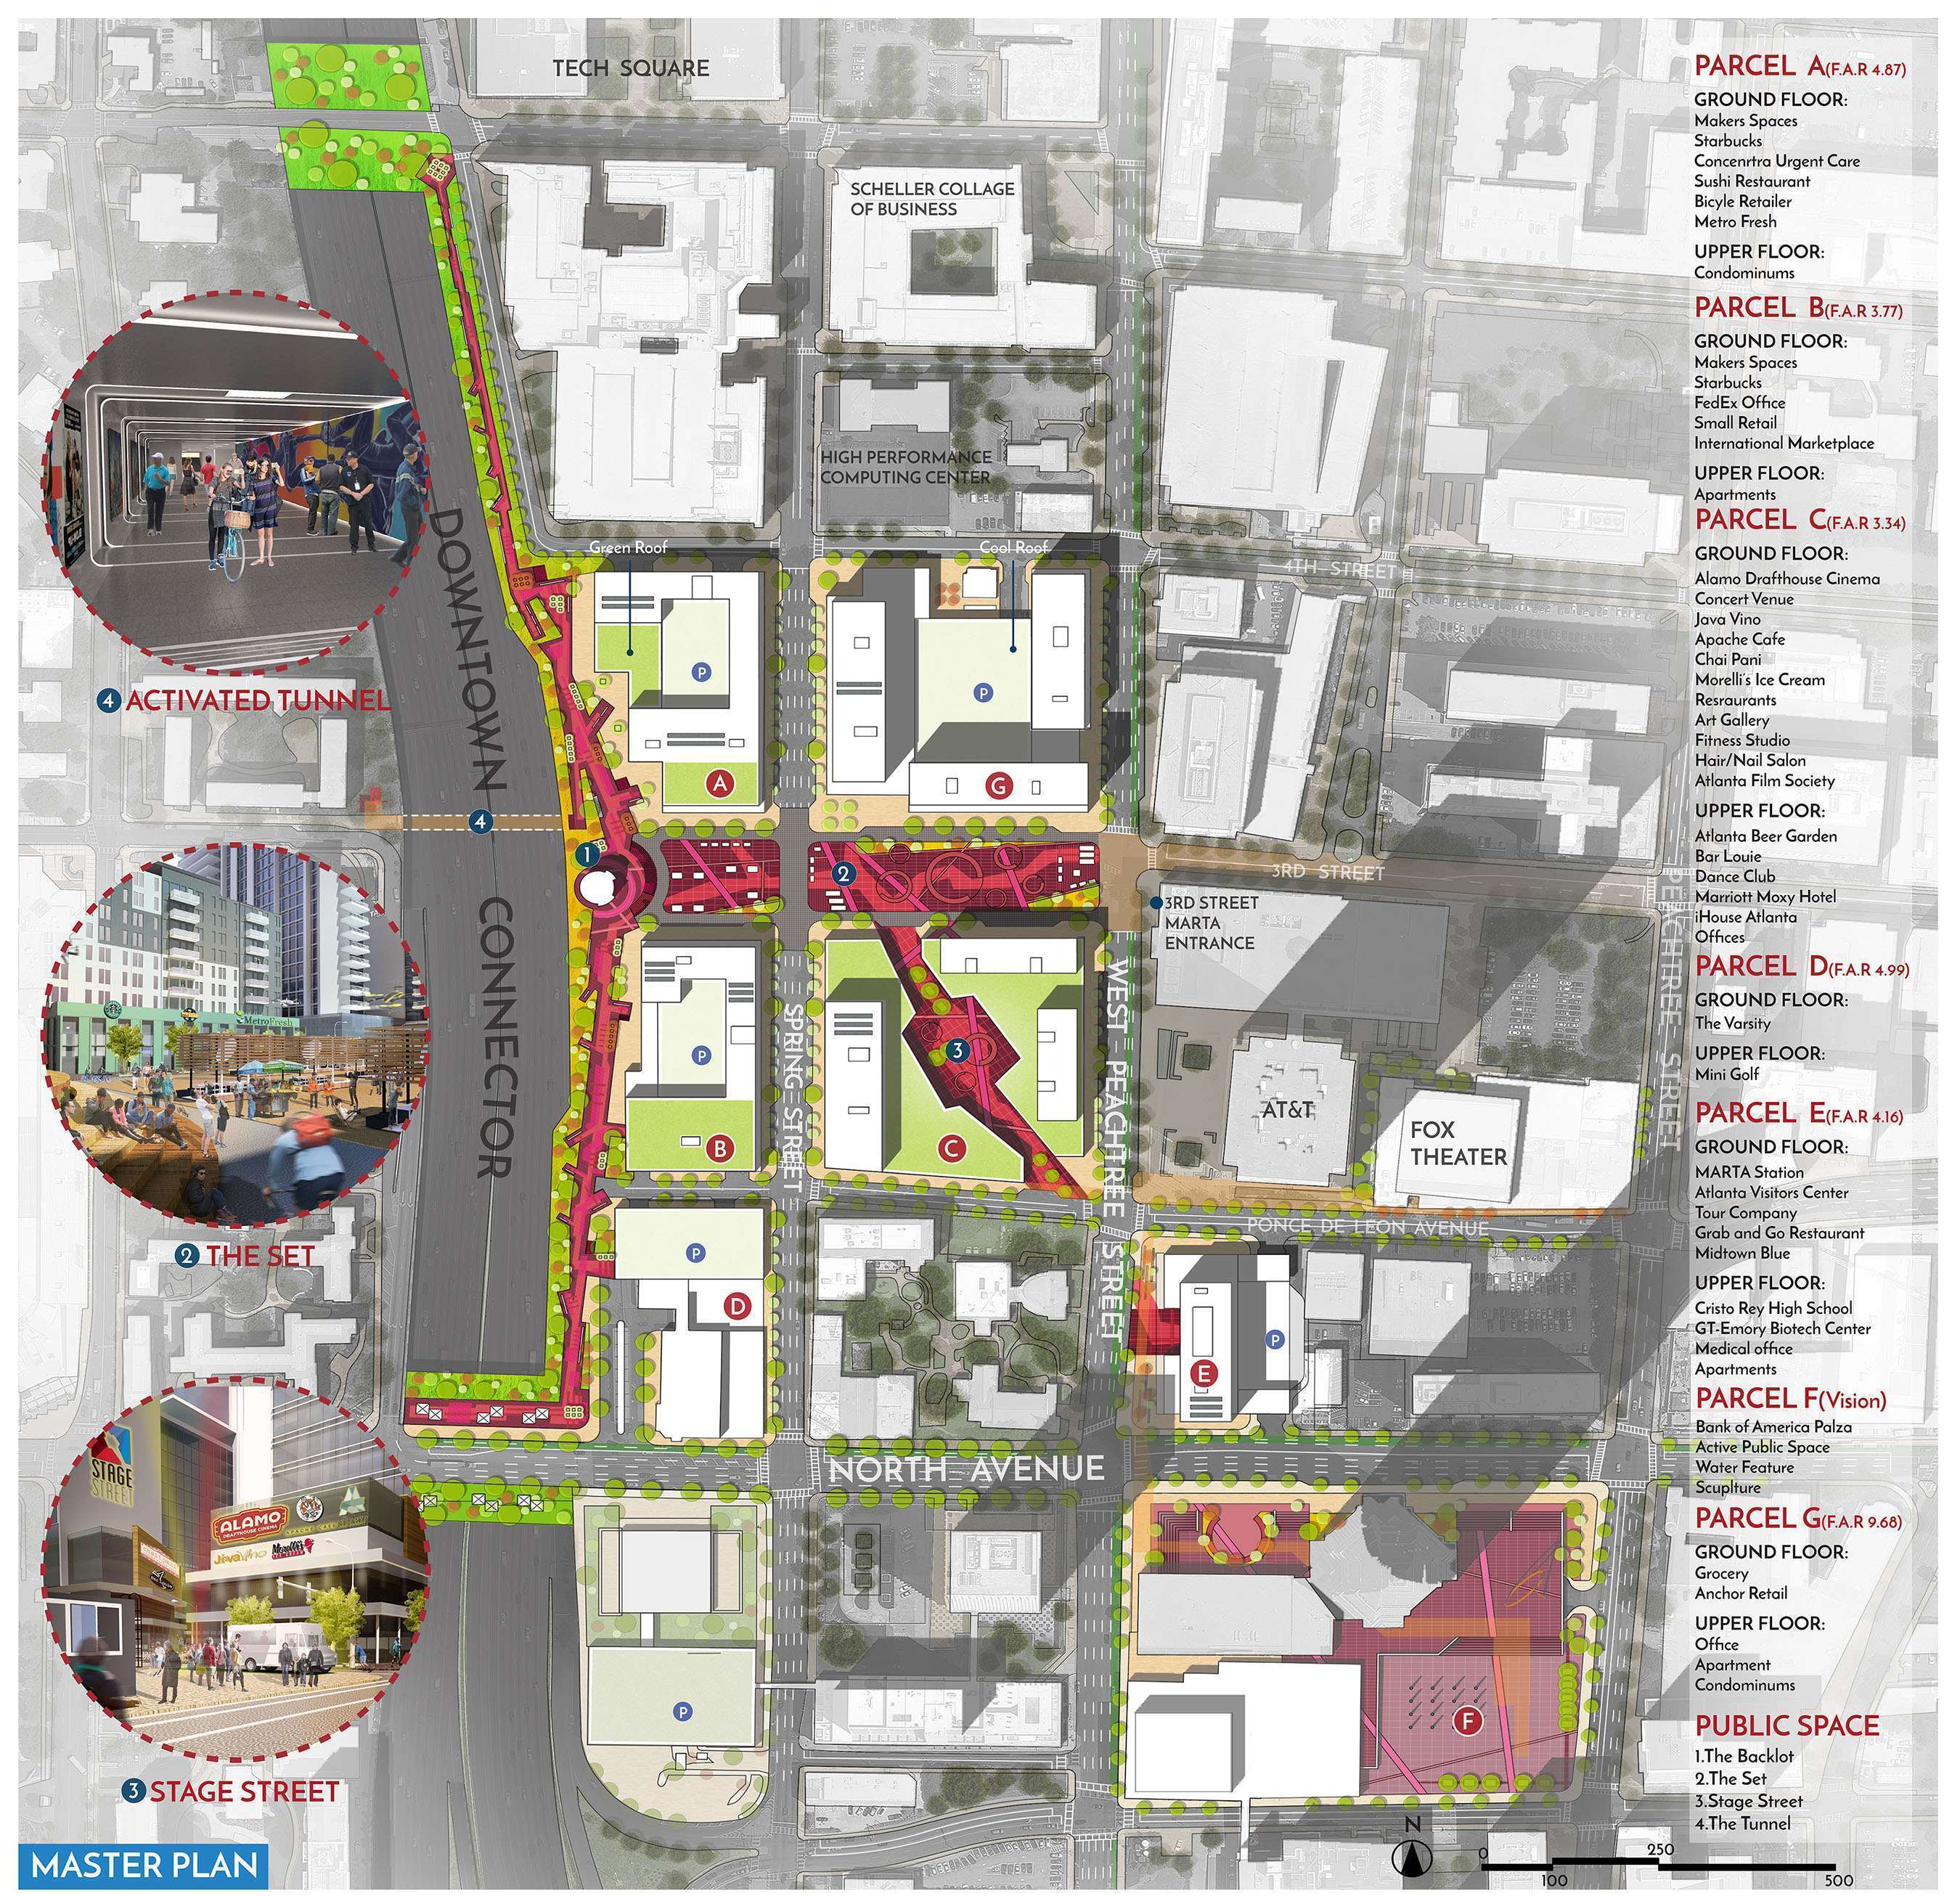 TECH SQUARE
SCHELLER COLLAGE
OF BUSINESS
HIGH PERFORMANCE
COMPUTING CENTER
Green Roof
Cool Roof
4TH STREET
DOWNTOWN CONNECTOR
P
P
A
G
4
1
2
3RD STREET
3RD STREET
MARTA
ENTRANCE
SPRING STREET
WEST PEACHTREE STREET
PEACHTREE STREET
P
3
B
C
AT&T
FOX
THEATER
PONCE DE LEON AVENUE
P
D
E
P
NORTH AVENUE
P
F
4 ACTIVATED TUNNEL
MetroFresh
2 THE SET
STAGE
STREET
ALAMO
DRAFTHOUSE CINEMA
JavaVino
Morelli's
3 STAGE STREET
MASTER PLAN
PARCEL A(F.A.R 4.87)
GROUND FLOOR:
Makers Spaces
Starbucks
Concenrtra Urgent Care
Sushi Restaurant
Bicyle Retailer
Metro Fresh
UPPER FLOOR:
Condominums
PARCEL B(F.A.R 3.77)
GROUND FLOOR:
Makers Spaces
Starbucks
FedEx Office
Small Retail
International Marketplace
UPPER FLOOR:
Apartments
PARCEL C(F.A.R 3.34)
GROUND FLOOR:
Alamo Drafthouse Cinema
Concert Venue
Java Vino
Apache Cafe
Chai Pani
Morelli's Ice Cream
Resraurants
Art Gallery
Fitness Studio
Hair/Nail Salon
Atlanta Film Society
UPPER FLOOR:
Atlanta Beer Garden
Bar Louie
Dance Club
Marriott Moxy Hotel
iHouse Atlanta
Offices
PARCEL D(F.A.R 4.99)
GROUND FLOOR:
The Varsity
UPPER FLOOR:
Mini Golf
PARCEL E(F.A.R 4.16)
GROUND FLOOR:
MARTA Station
Atlanta Visitors Center
Tour Company
Grab and Go Restaurant
Midtown Blue
UPPER FLOOR:
Cristo Rey High School
GT-Emory Biotech Center
Medical office
Apartments
PARCEL F(Vision)
Bank of America Palza
Active Public Space
Water Feature
Scuplture
PARCEL G(F.A.R 9.68)
GROUND FLOOR:
Grocery
Anchor Retail
UPPER FLOOR:
Office
Apartment
Condominums
PUBLIC SPACE
1.The Backlot
2.The Set
3.Stage Street
4.The Tunnel
N
0
250
100
500